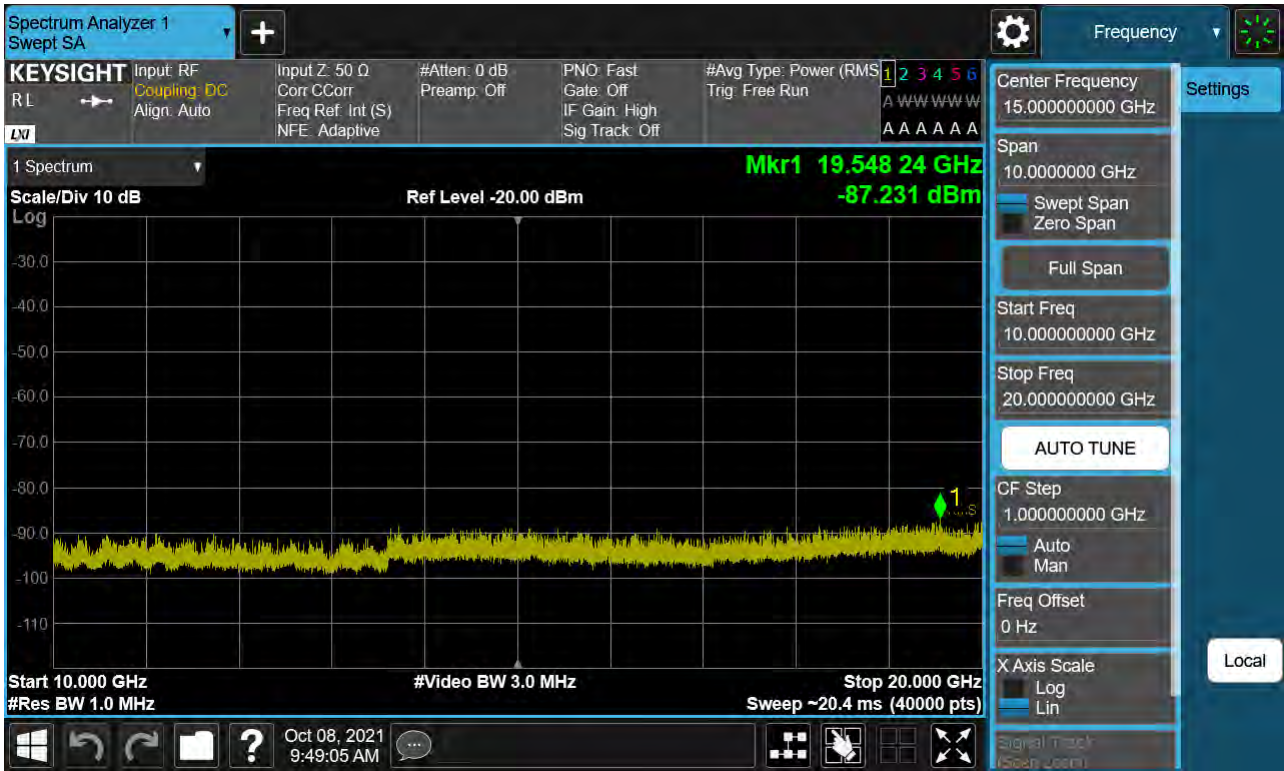 Spectrum Analyzer 1
Swept SA
+
Frequency
KEYSIGHT
RL
LXI
Input: RF
Coupling: DC
Align: Auto
Input Z: 50 Ω
Corr CCorr
Freq Ref: Int (S)
NFE: Adaptive
#Atten: 0 dB
Preamp: Off
PNO: Fast
Gate: Off
IF Gain: High
Sig Track: Off
#Avg Type: Power (RMS
Trig: Free Run
1 2 3 4 5 6
A W W W W W
A A A A A A
1 Spectrum
Scale/Div 10 dB
Log
Ref Level -20.00 dBm
Mkr1 19.548 24 GHz
-87.231 dBm
-30.0
-40.0
-50.0
-60.0
-70.0
-80.0
-90.0
-100
-110
1
Start 10.000 GHz
#Res BW 1.0 MHz
#Video BW 3.0 MHz
Stop 20.000 GHz
Sweep ~20.4 ms (40000 pts)
Center Frequency
15.000000000 GHz
Span
10.0000000 GHz
Swept Span
Zero Span
Full Span
Start Freq
10.000000000 GHz
Stop Freq
20.000000000 GHz
AUTO TUNE
CF Step
1.000000000 GHz
Auto
Man
Freq Offset
0 Hz
X Axis Scale
Log
Lin
Signal Track
(Span Zoom)
Settings
Local
?
Oct 08, 2021
9:49:05 AM